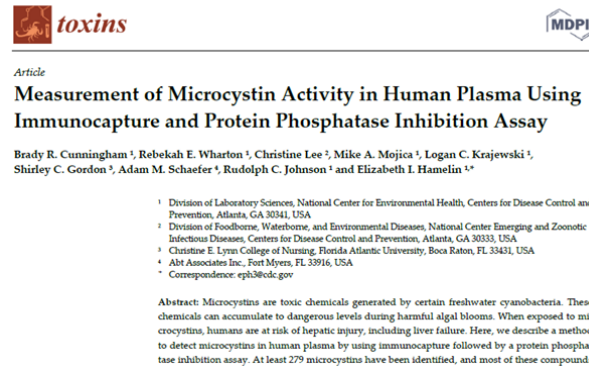 toxins
MDPI
Article
Measurement of Microcystin Activity in Human Plasma Using
Immunocapture and Protein Phosphatase Inhibition Assay
Brady R. Cunningham ¹, Rebekah E. Wharton ¹, Christine Lee ², Mike A. Mojica ¹, Logan C. Krajewski ¹,
Shirley C. Gordon ³, Adam M. Schaefer ⁴, Rudolph C. Johnson ¹ and Elizabeth I. Hamelin ¹,*
¹ Division of Laboratory Sciences, National Center for Environmental Health, Centers for Disease Control and
Prevention, Atlanta, GA 30341, USA
² Division of Foodborne, Waterborne, and Environmental Diseases, National Center Emerging and Zoonotic
Infectious Diseases, Centers for Disease Control and Prevention, Atlanta, GA 30333, USA
³ Christine E. Lynn College of Nursing, Florida Atlantic University, Boca Raton, FL 33431, USA
⁴ Abt Associates Inc., Fort Myers, FL 33916, USA
* Correspondence: eph3@cdc.gov
Abstract: Microcystins are toxic chemicals generated by certain freshwater cyanobacteria. These
chemicals can accumulate to dangerous levels during harmful algal blooms. When exposed to mi
crocystins, humans are at risk of hepatic injury, including liver failure. Here, we describe a method
to detect microcystins in human plasma by using immunocapture followed by a protein phospha
tase inhibition assay. At least 279 microcystins have been identified, and most of these compounds